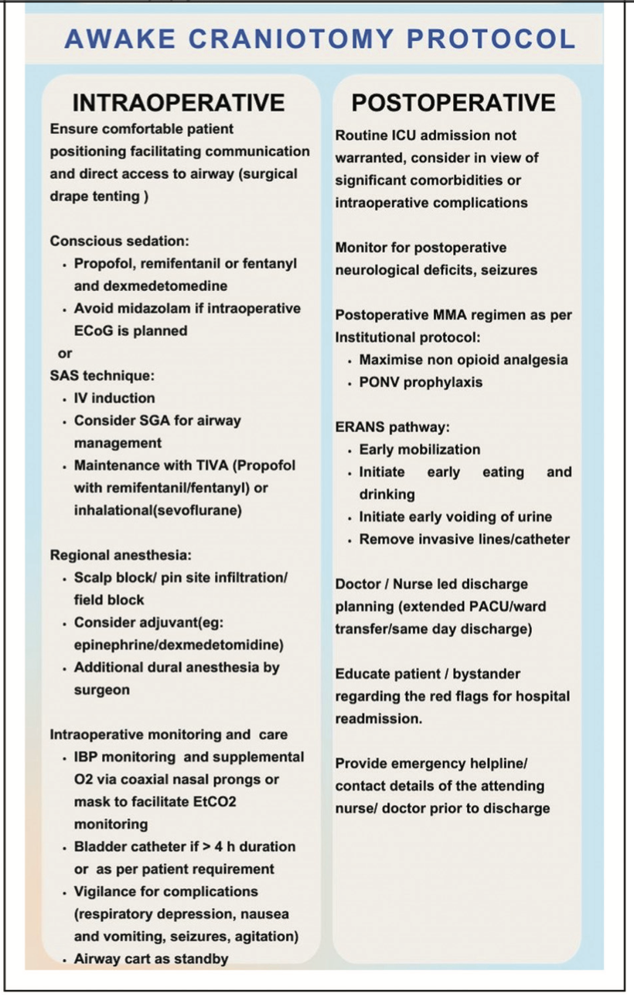 AWAKE CRANIOTOMY PROTOCOL
INTRAOPERATIVE
Ensure comfortable patient
positioning facilitating communication
and direct access to airway (surgical
drape tenting )
Conscious sedation:
• Propofol, remifentanil or fentanyl
and dexmedetomedine
• Avoid midazolam if intraoperative
ECoG is planned
or
SAS technique:
• IV induction
• Consider SGA for airway
management
• Maintenance with TIVA (Propofol
with remifentanil/fentanyl) or
inhalational(sevoflurane)
Regional anesthesia:
• Scalp block/ pin site infiltration/
field block
• Consider adjuvant(eg:
epinephrine/dexmedetomidine)
• Additional dural anesthesia by
surgeon
Intraoperative monitoring and care
• IBP monitoring and supplemental
O2 via coaxial nasal prongs or
mask to facilitate EtCO2
monitoring
• Bladder catheter if > 4 h duration
or as per patient requirement
• Vigilance for complications
(respiratory depression, nausea
and vomiting, seizures, agitation)
• Airway cart as standby
POSTOPERATIVE
Routine ICU admission not
warranted, consider in view of
significant comorbidities or
intraoperative complications
Monitor for postoperative
neurological deficits, seizures
Postoperative MMA regimen as per
Institutional protocol:
• Maximise non opioid analgesia
• PONV prophylaxis
ERANS pathway:
• Early mobilization
• Initiate early eating and
drinking
• Initiate early voiding of urine
• Remove invasive lines/catheter
Doctor / Nurse led discharge
planning (extended PACU/ward
transfer/same day discharge)
Educate patient / bystander
regarding the red flags for hospital
readmission.
Provide emergency helpline/
contact details of the attending
nurse/ doctor prior to discharge